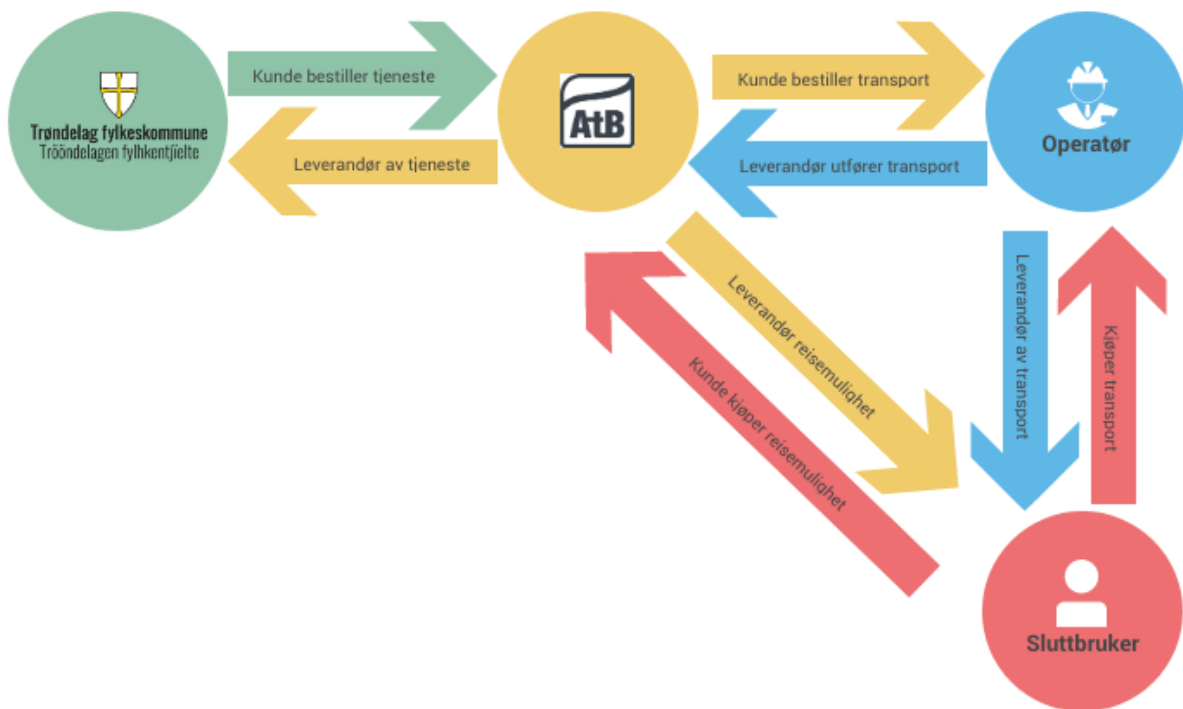 Kunde bestiller tjeneste
Kunde bestiller transport
Trøndelag fylkeskommune
Trööndelagen fylhkentjïelte
AtB
Operatør
Leverandør av tjeneste
Leverandør utfører transport
Leverandør reisemulighet
Kunde kjøper reisemulighet
Leverandør av transport
Kjøper transport
Sluttbruker